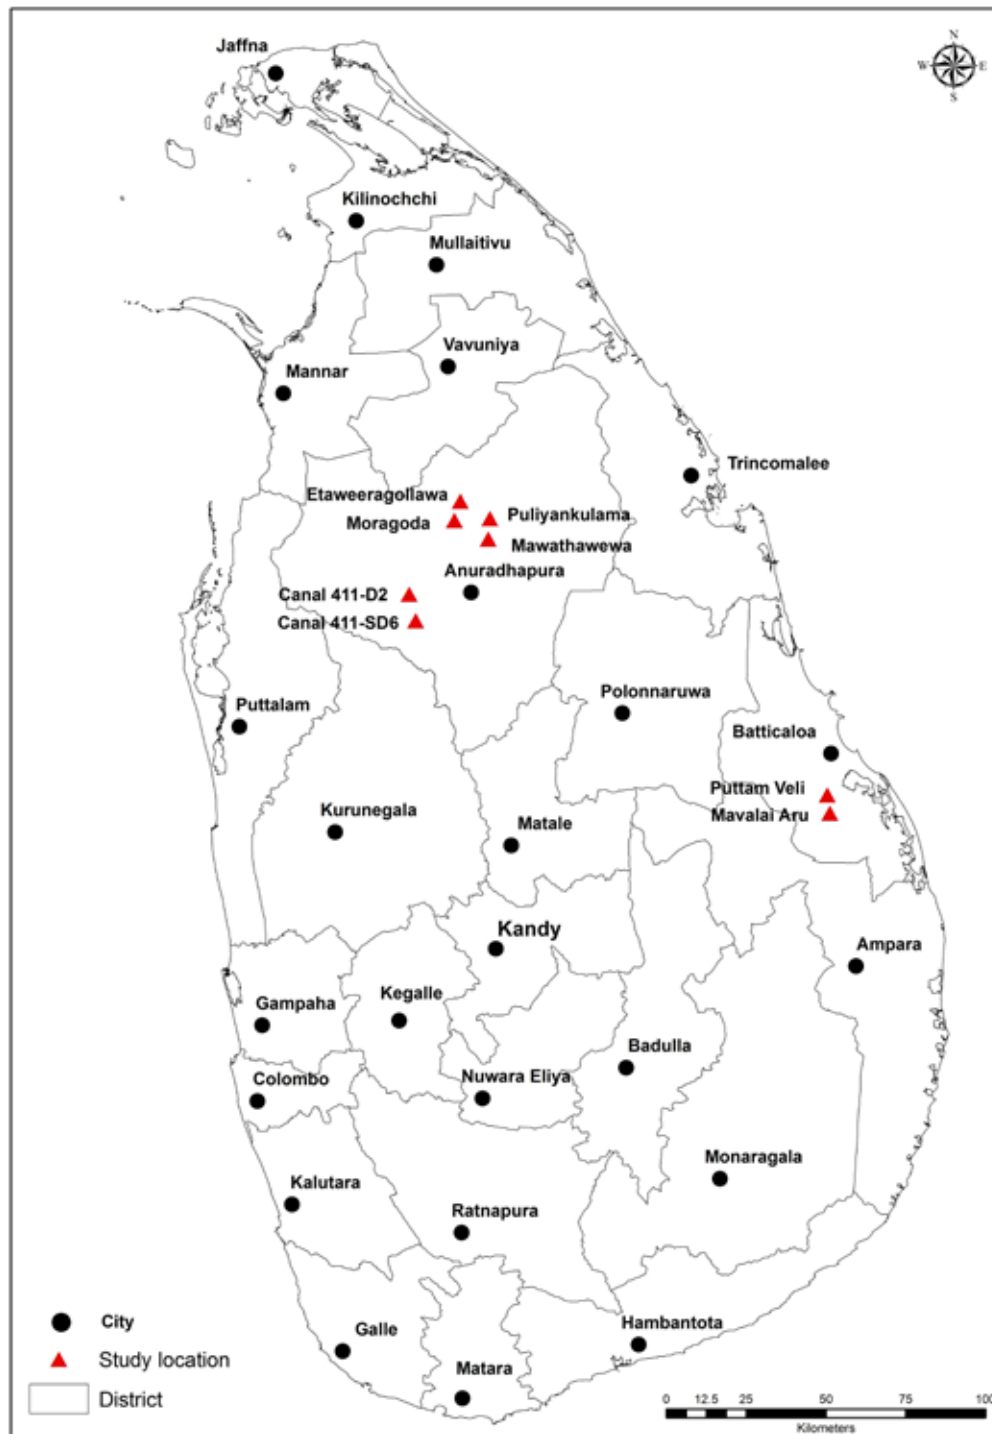 N
W E
S
Jaffna
Kilinochchi
Mullaitivu
Vavuniya
Mannar
Trincomalee
Etaweeragollawa
Moragoda
Puliyankulama
Mawathawewa
Anuradhapura
Canal 411-D2
Canal 411-SD6
Polonnaruwa
Puttalam
Batticaloa
Puttam Veli
Mavalai Aru
Kurunegala
Matale
Kandy
Ampara
Kegalle
Gampaha
Badulla
Nuwara Eliya
Colombo
Monaragala
Kalutara
Ratnapura
Hambantota
Galle
Matara
City
Study location
District
0 12.5 25 50 75 100
Kilometers